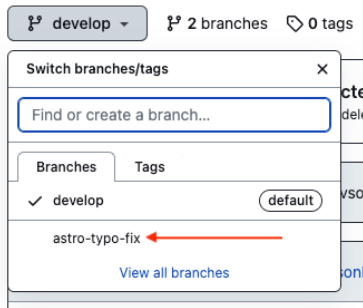 develop 2 branches 0 tags
Switch branches/tags
Find or create a branch...
Branches Tags
develop default
astro-typo-fix
View all branches